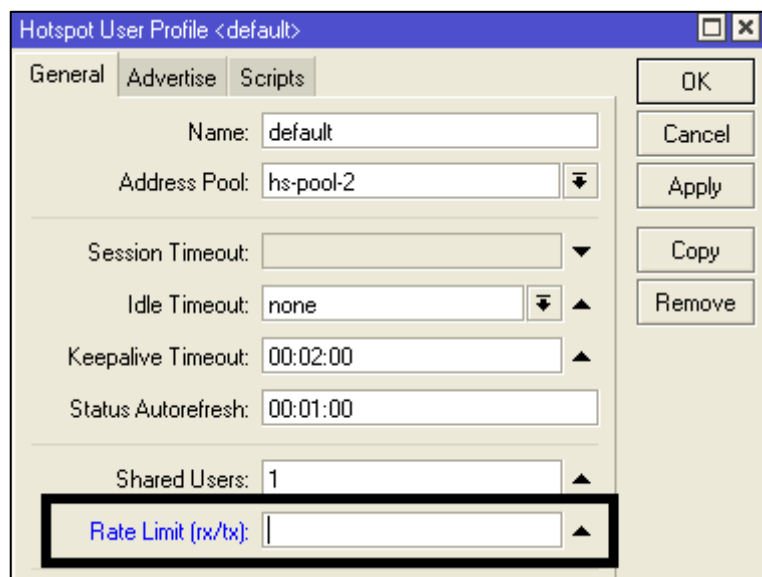 Hotspot User Profile <default>
General Advertise Scripts
Name: default
Address Pool: hs-pool-2
Session Timeout:
Idle Timeout: none
Keepalive Timeout: 00:02:00
Status Autorefresh: 00:01:00
Shared Users: 1
Rate Limit (rx/tx):
OK
Cancel
Apply
Copy
Remove